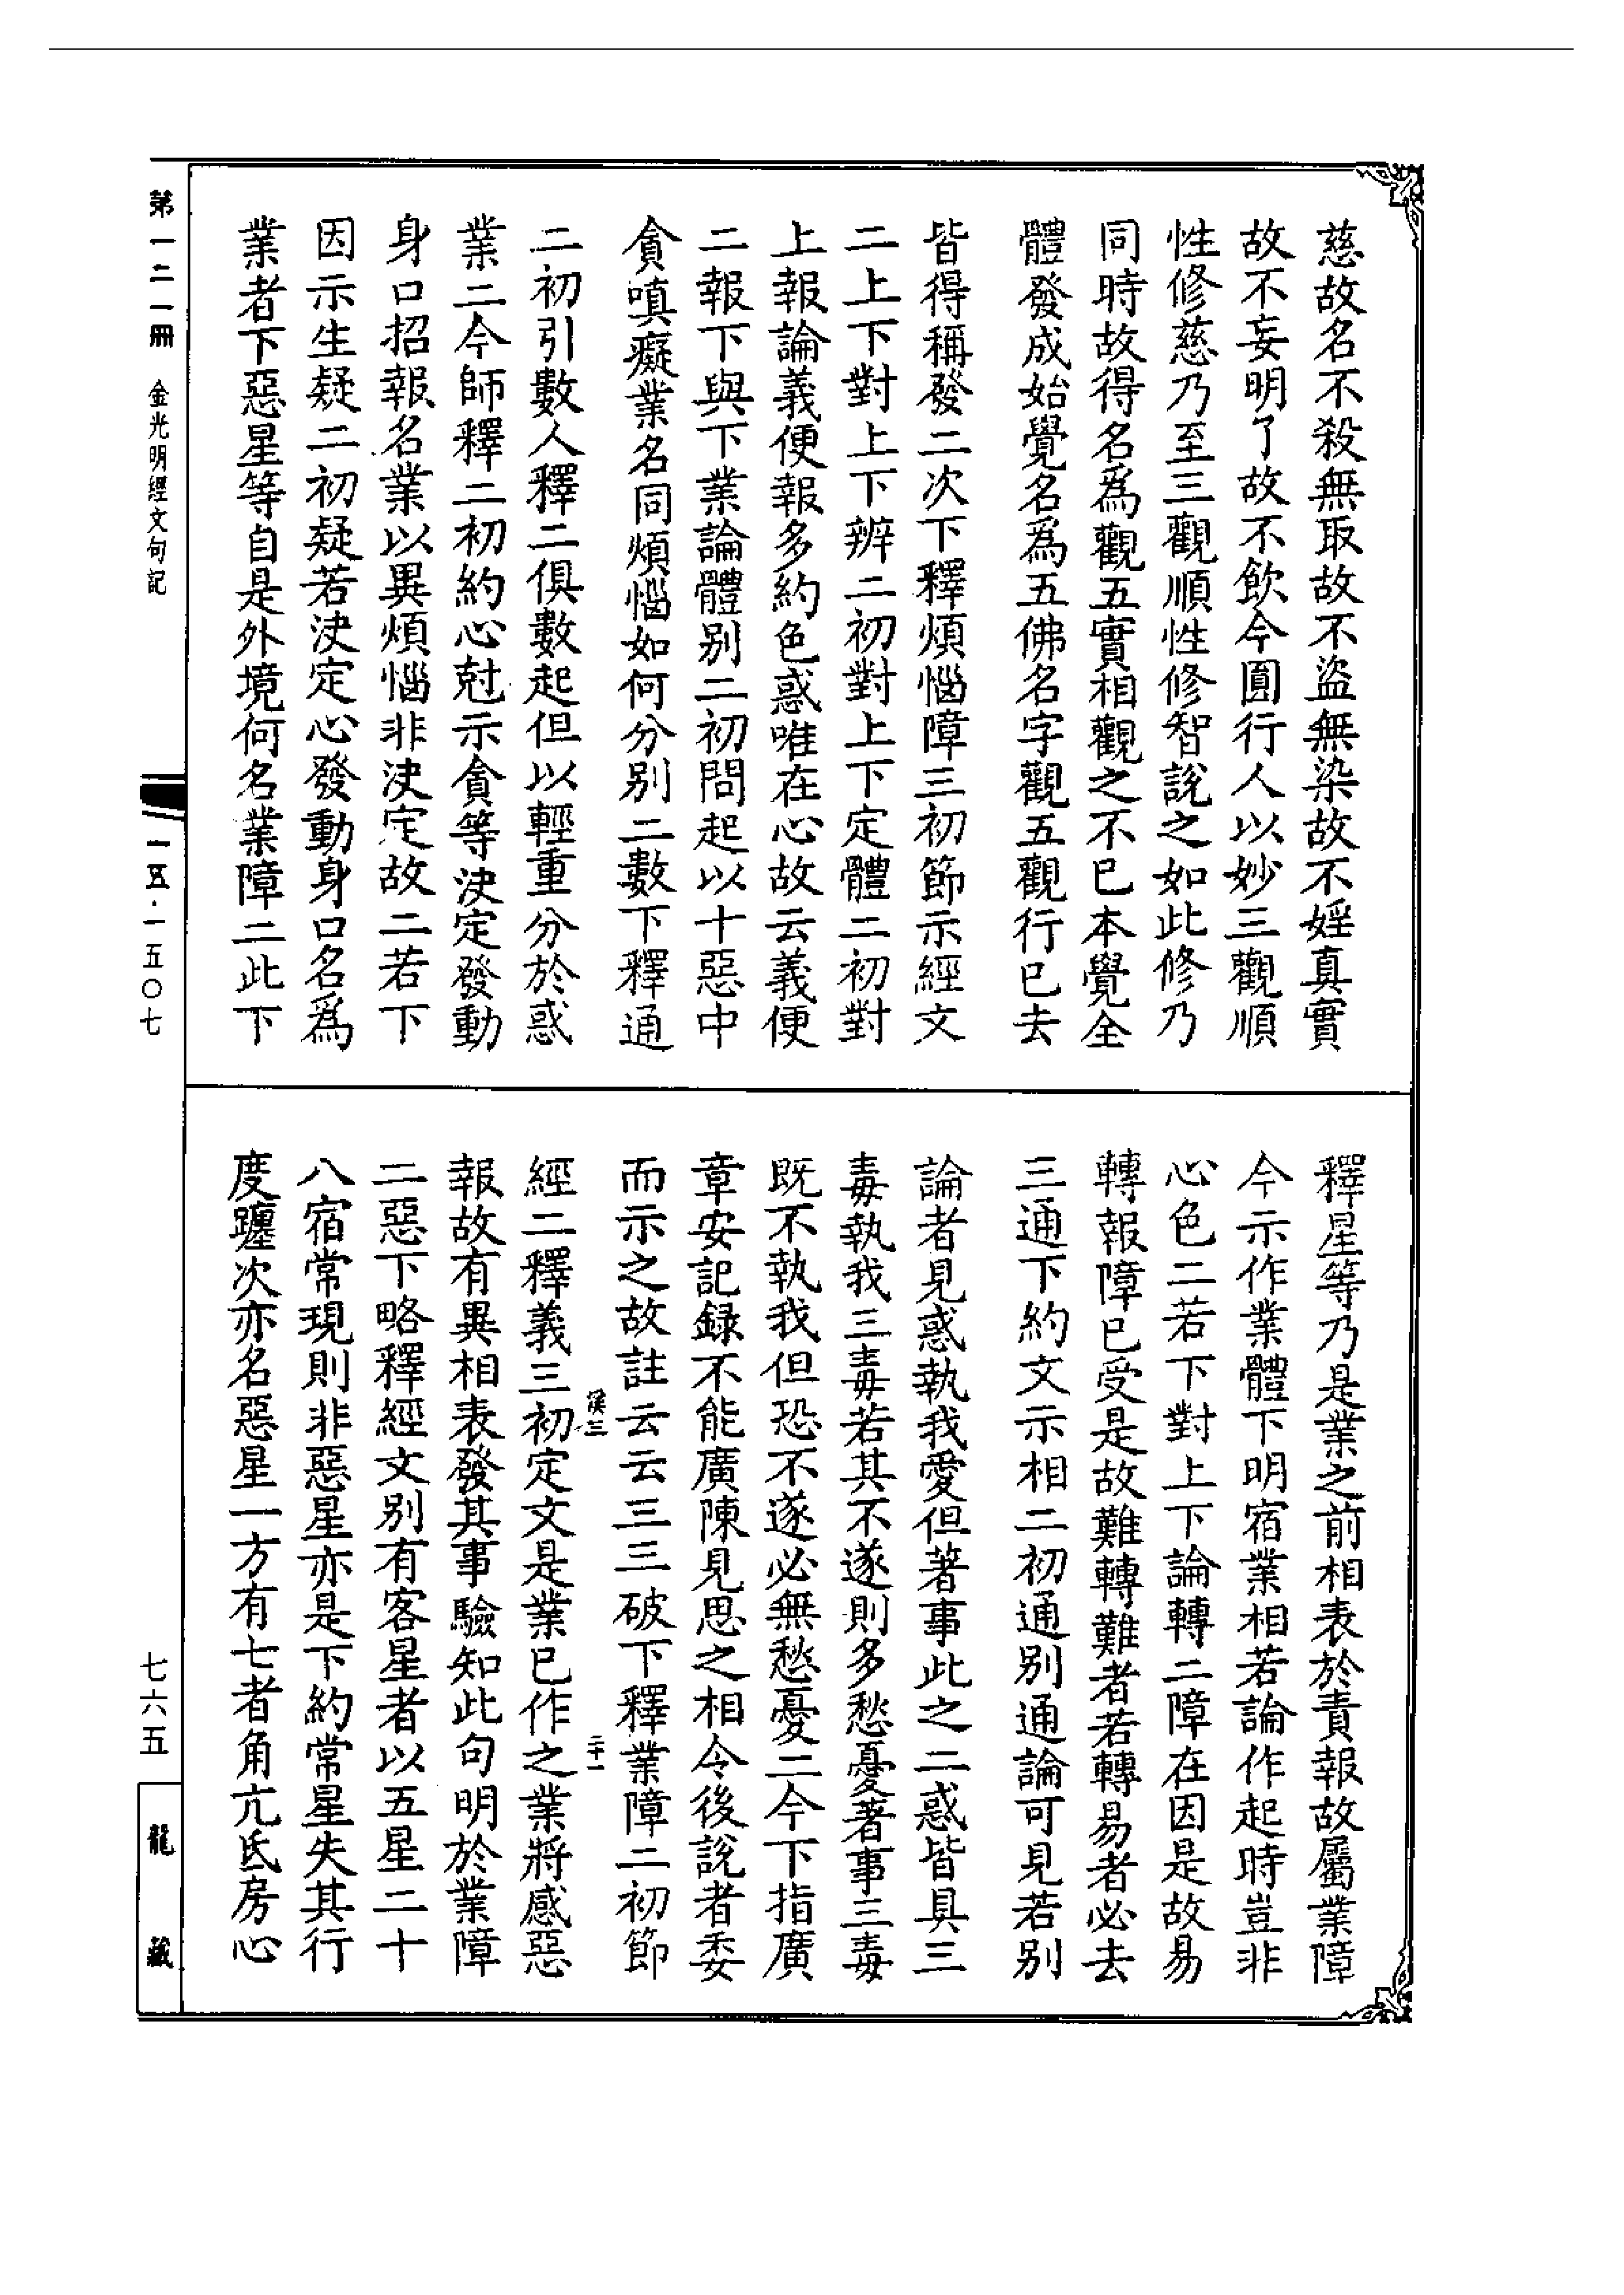 慈故名不殺無取故不盜無染故不婬真實
故不妄明了故不飲今圓行人以妙三觀順
性修慈乃至三觀順性修智說之如此修乃
同時故得名爲觀五實相觀之不已本覺全
體發成始覺名爲五佛名字觀五觀行已去
皆得稱發二次下釋煩惱障三初節示經文
二上下對上下辨二初對上下定體二初對
上報論義便報多約色惑唯在心故云義便
二報下與下業論體別二初問起以十惡中
貪嗔癡業名同煩惱如何分別二數下釋通
二初引數人釋二俱數起但以輕重分於惑
業二今師釋二初約心尅示貪等決定發動
身口招報名業以異煩惱非決定故二若下
因示生疑二初疑若決定心發動身口名爲
業者下惡星等自是外境何名業障二此下
釋星等乃是業之前相表於責報故屬業障
今示作業體下明宿業相若論作起時豈非
心色二若下對上下論轉二障在因是故易
轉報障已受是故難轉難者若轉易者必去
三通下約文示相二初通別通論可見若別
論者見惑執我愛但著事此之二惑皆具三
毒執我三毒若其不遂則多愁憂著事三毒
既不執我但恐不遂必無愁憂二今下指廣
章安記録不能廣陳見思之相令後說者委
而示之故註云云三三破下釋業障二初節
漢三
二十一
經二釋義三初定文是業已作之業將感惡
報故有異相表發其事驗知此句明於業障
二惡下略釋經文別有客星者以五星二十
八宿常現則非惡星亦是下約常星失其行
度躔次亦名惡星一方有七者角亢氐房心
第一二一冊 金光明經文句記
一五·一五〇七
七六五
龍藏